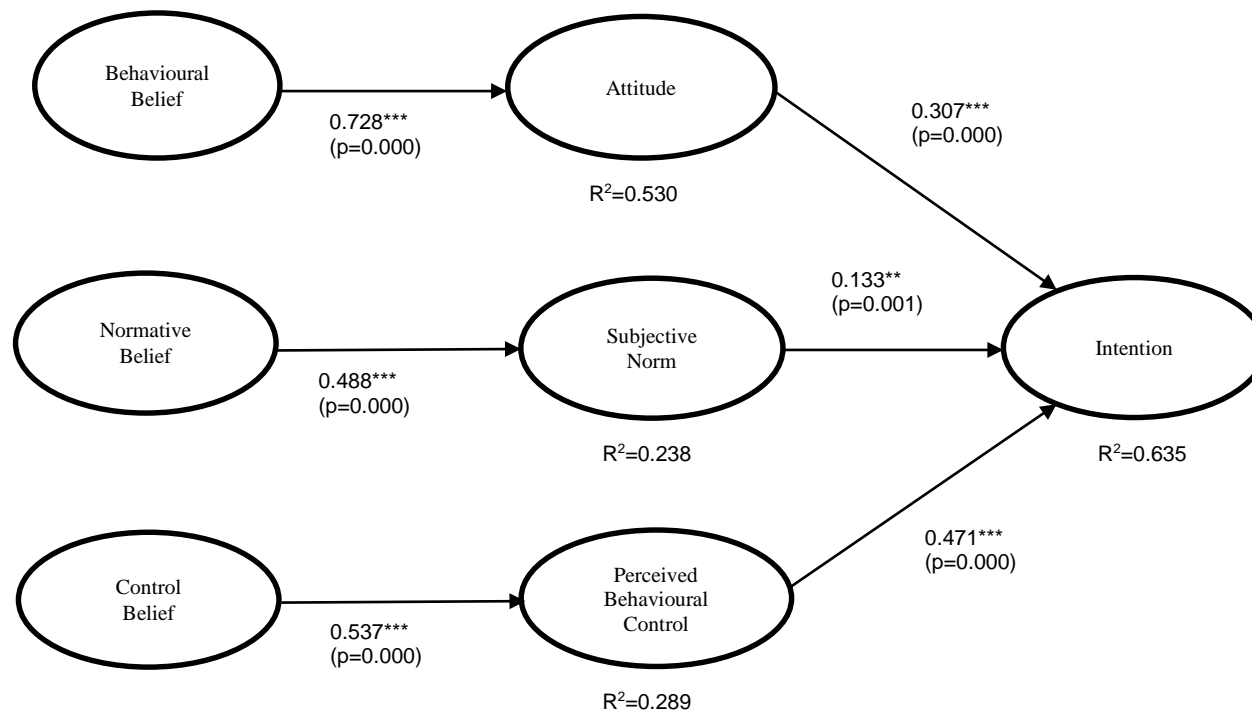 Behavioural
Belief
Attitude
0.728***
(p=0.000)
0.307***
(p=0.000)
R²=0.530
Normative
Belief
Subjective
Norm
Intention
0.488***
(p=0.000)
0.133**
(p=0.001)
R²=0.238
R²=0.635
Control
Belief
Perceived
Behavioural
Control
0.537***
(p=0.000)
0.471***
(p=0.000)
R²=0.289